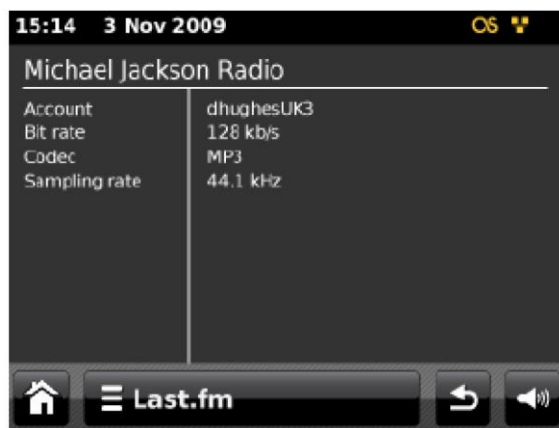 15:14 3 Nov 2009
Michael Jackson Radio
Account dhughesUK3
Bit rate 128 kb/s
Codec MP3
Sampling rate 44.1 kHz
Last.fm